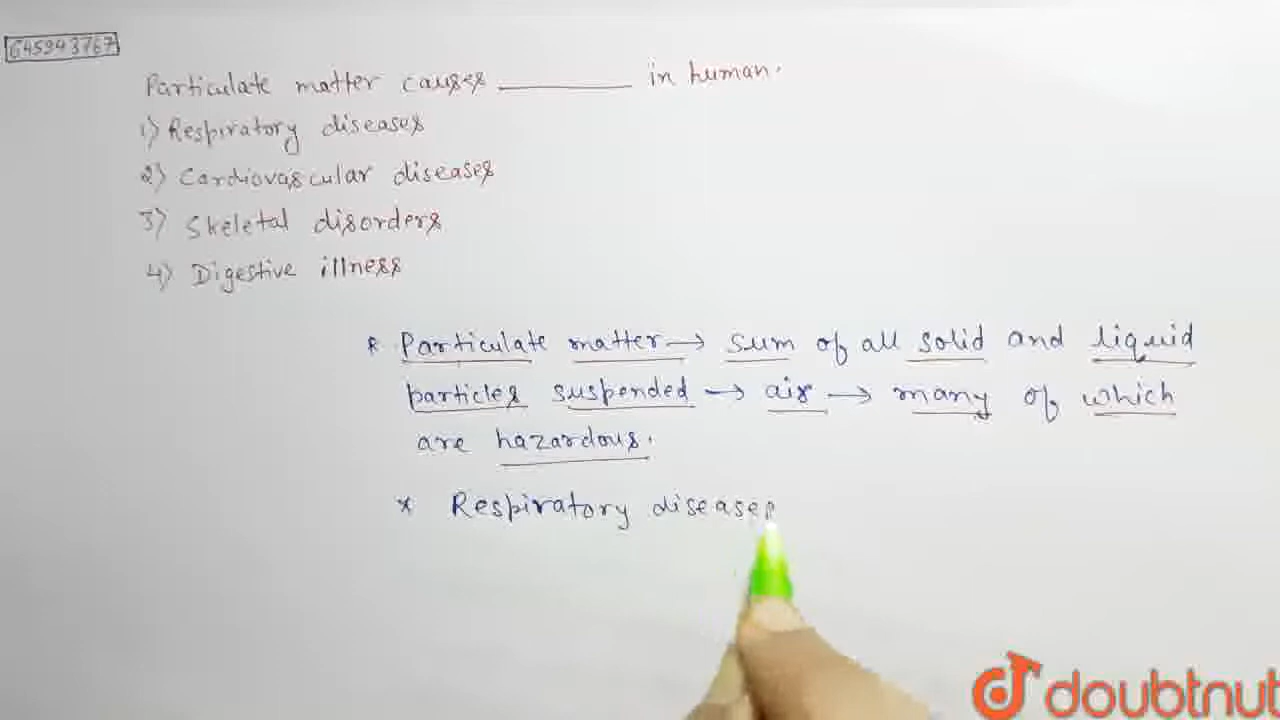 645943767
Particulate matter causes ________ in human.
1) Respiratory diseases
2) Cardiovascular diseases
3) Skeletal disorders
4) Digestive illness
* Particulate matter → sum of all solid and liquid
particles suspended → air → many of which
are hazardous.
* Respiratory diseases
doubtnut